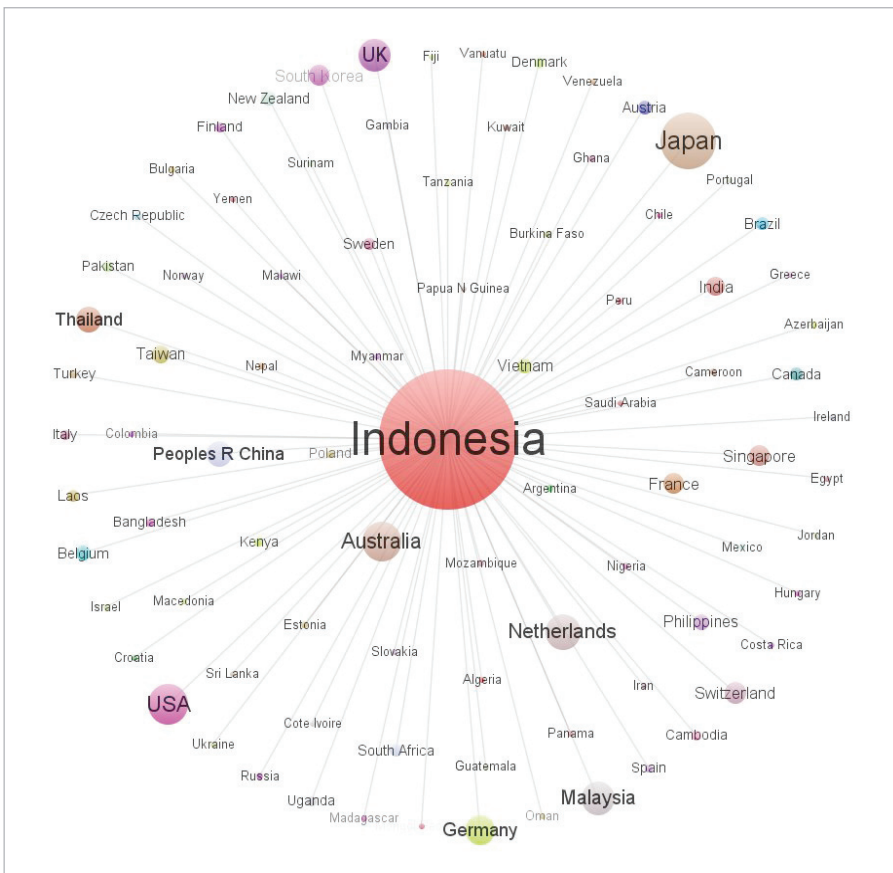 UK
Fiji
Vanuatu
Denmark
South Korea
Venezuela
New Zealand
Austria
Finland
Gambia
Kuwait
Japan
Bulgaria
Surinam
Ghana
Yemen
Tanzania
Portugal
Czech Republic
Chile
Brazil
Sweden
Burkina Faso
Pakistan
Norway
Malawi
Papua N Guinea
India
Greece
Peru
Thailand
Azerbaijan
Taiwan
Nepal
Myanmar
Vietnam
Turkey
Cameroon
Canada
Saudi Arabia
Ireland
Italy
Colombia
Indonesia
Peoples R China
Poland
Singapore
Laos
Argentina
France
Egypt
Bangladesh
Belgium
Kenya
Australia
Jordan
Mexico
Mozambique
Nigeria
Israel
Macedonia
Hungary
Estonia
Netherlands
Philippines
Croatia
Slovakia
Costa Rica
Sri Lanka
Algeria
Iran
Switzerland
USA
Cote Ivoire
Panama
Cambodia
Ukraine
South Africa
Guatemala
Spain
Russia
Uganda
Malaysia
Madagascar
Germany
Oman